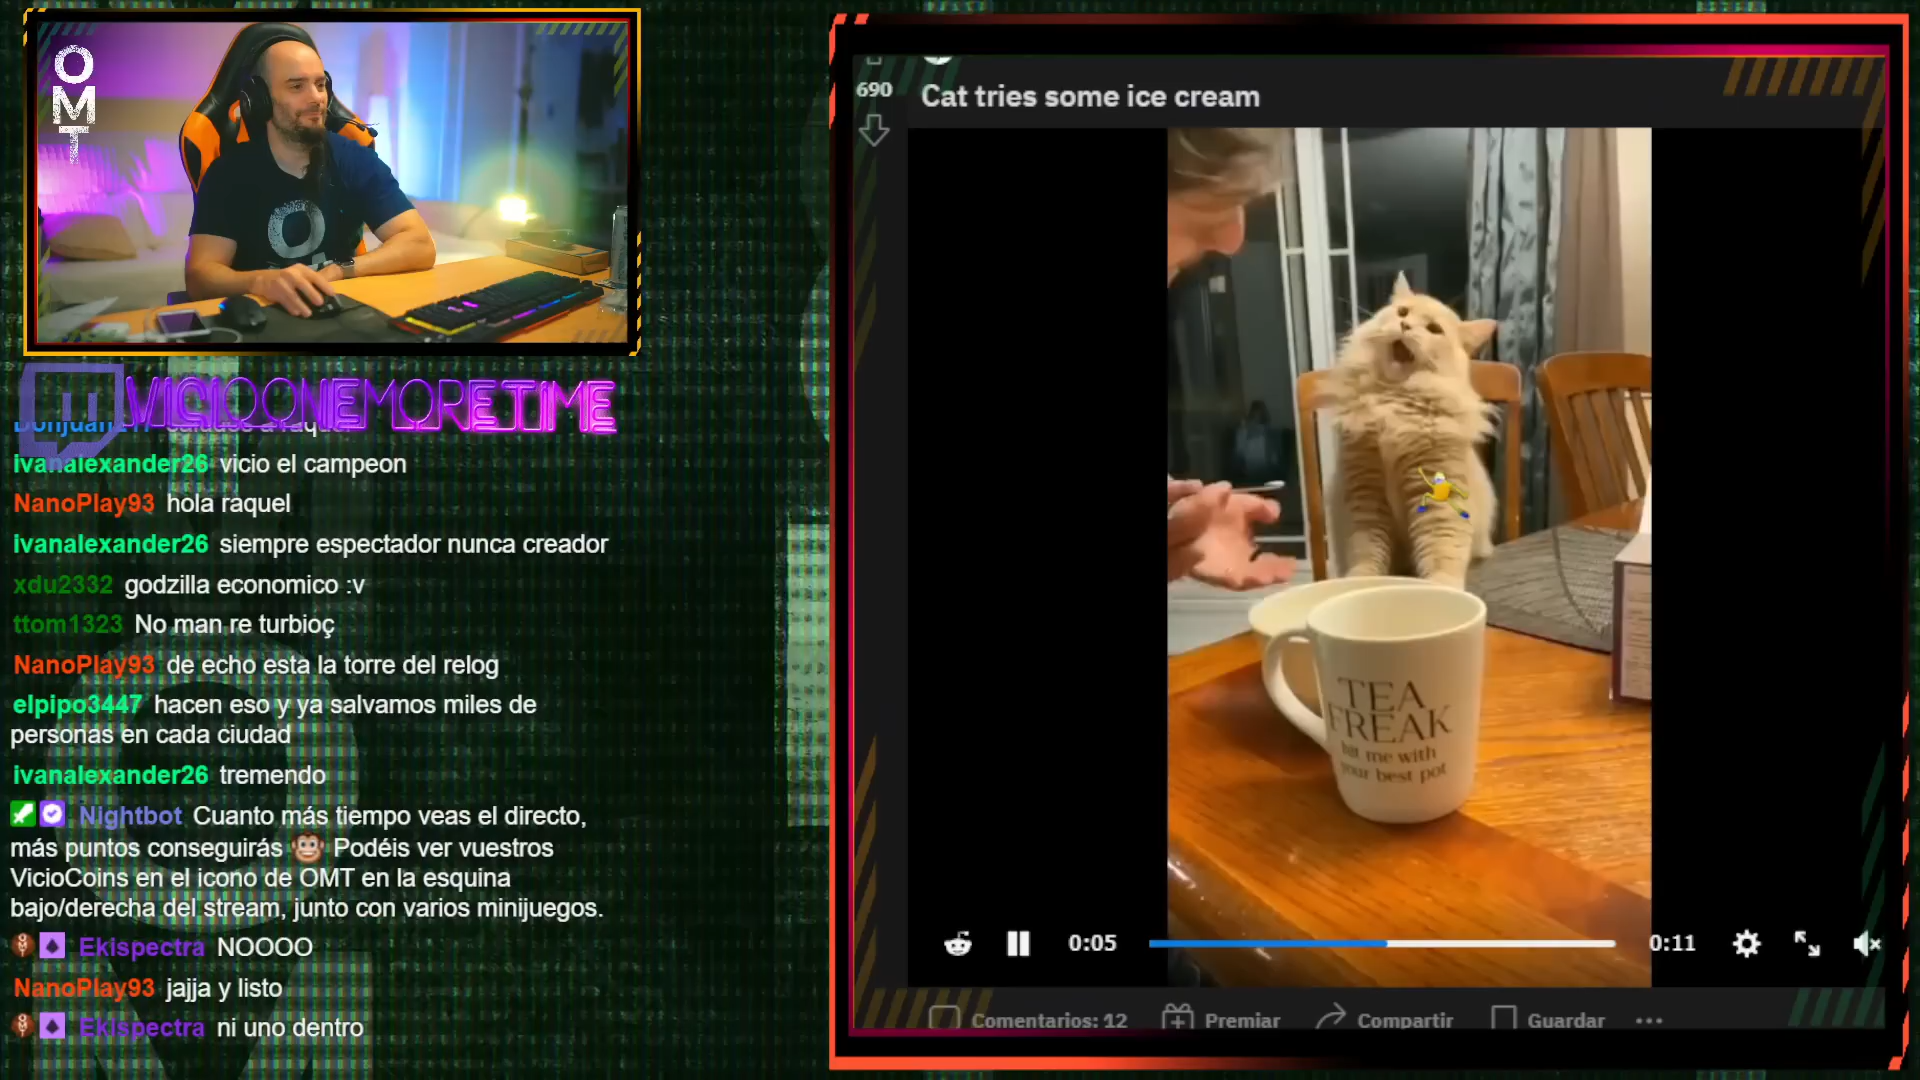 OMT
VICIOONEMORETIME
ivanalexander26 vicio el campeon
NanoPlay93 hola raquel
ivanalexander26 siempre espectador nunca creador
xdu2332 godzilla economico :v
ttom1323 No man re turbioç
NanoPlay93 de echo esta la torre del relog
elpipo3447 hacen eso y ya salvamos miles de
personas en cada ciudad
ivanalexander26 tremendo
Nightbot Cuanto más tiempo veas el directo,
más puntos conseguirás Podéis ver vuestros
VicioCoins en el icono de OMT en la esquina
bajo/derecha del stream, junto con varios minijuegos.
Ekispectra NOOOO
NanoPlay93 jajja y listo
Ekispectra ni uno dentro
690
Cat tries some ice cream
TEA
FREAK
hit me with
your best pot
0:05
0:11
Comentarios: 12 Premiar Compartir Guardar ...